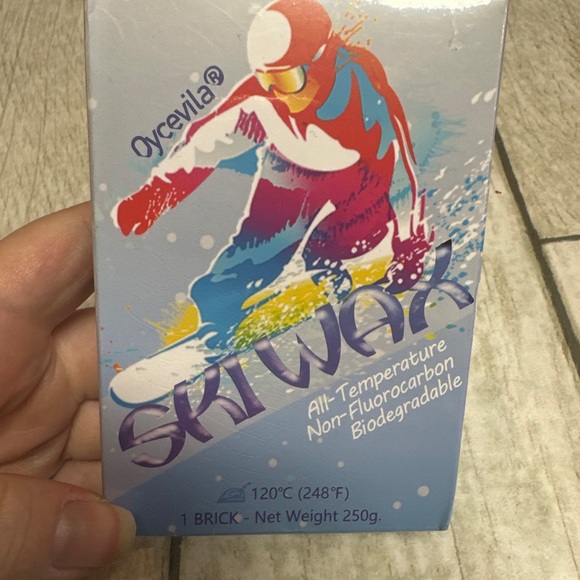 Oycevila®
SKI WAX
All-Temperature
Non-Fluorocarbon
Biodegradable
120℃ (248℉)
1 BRICK - Net Weight 250g.